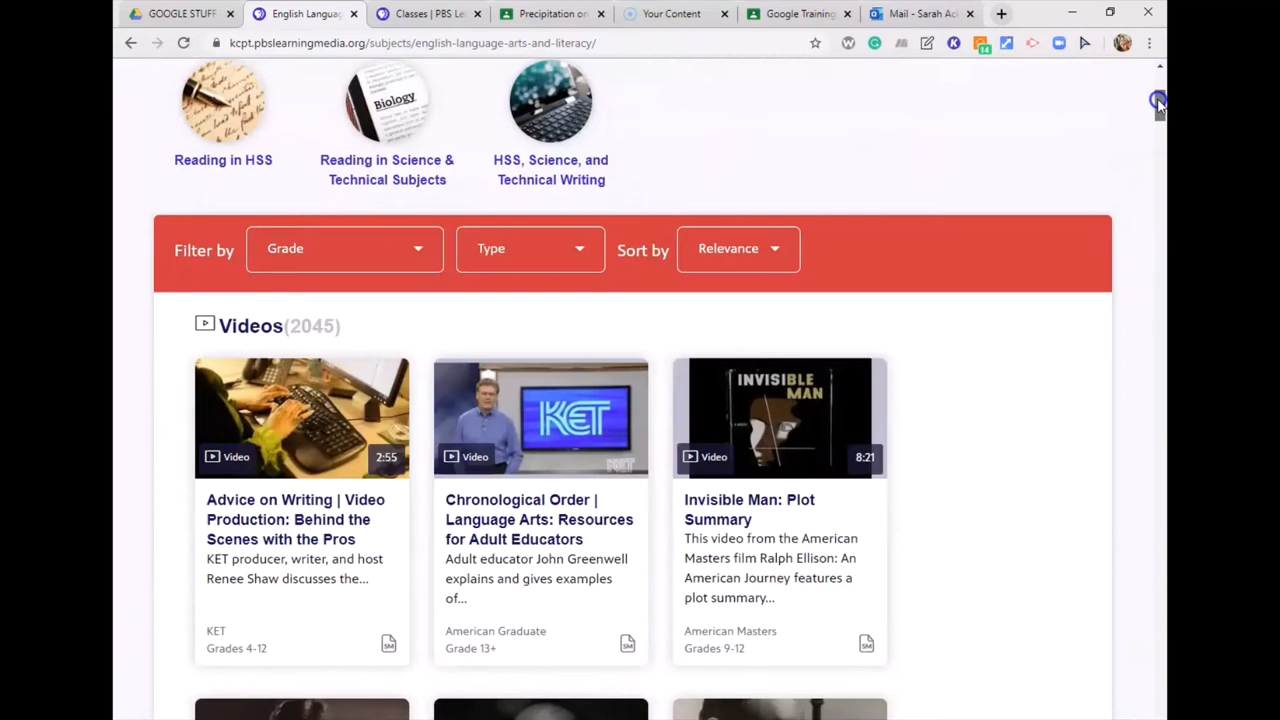 GOOGLE STUFF
English Langua
Classes | PBS Le
Precipitation on
Your Content
Google Training
Mail - Sarah Ac
kcpt.pbslearningmedia.org/subjects/english-language-arts-and-literacy/
14
Biology
Reading in HSS
Reading in Science &
Technical Subjects
HSS, Science, and
Technical Writing
Filter by
Grade
Type
Sort by
Relevance
Videos(2045)
Video
2:55
KET
KET
Video
INVISIBLE
MAN
Video
8:21
Advice on Writing | Video
Production: Behind the
Scenes with the Pros
KET producer, writer, and host
Renee Shaw discusses the...
KET
Grades 4-12
SM
Chronological Order |
Language Arts: Resources
for Adult Educators
Adult educator John Greenwell
explains and gives examples
of...
American Graduate
Grade 13+
SM
Invisible Man: Plot
Summary
This video from the American
Masters film Ralph Ellison: An
American Journey features a
plot summary...
American Masters
Grades 9-12
SM